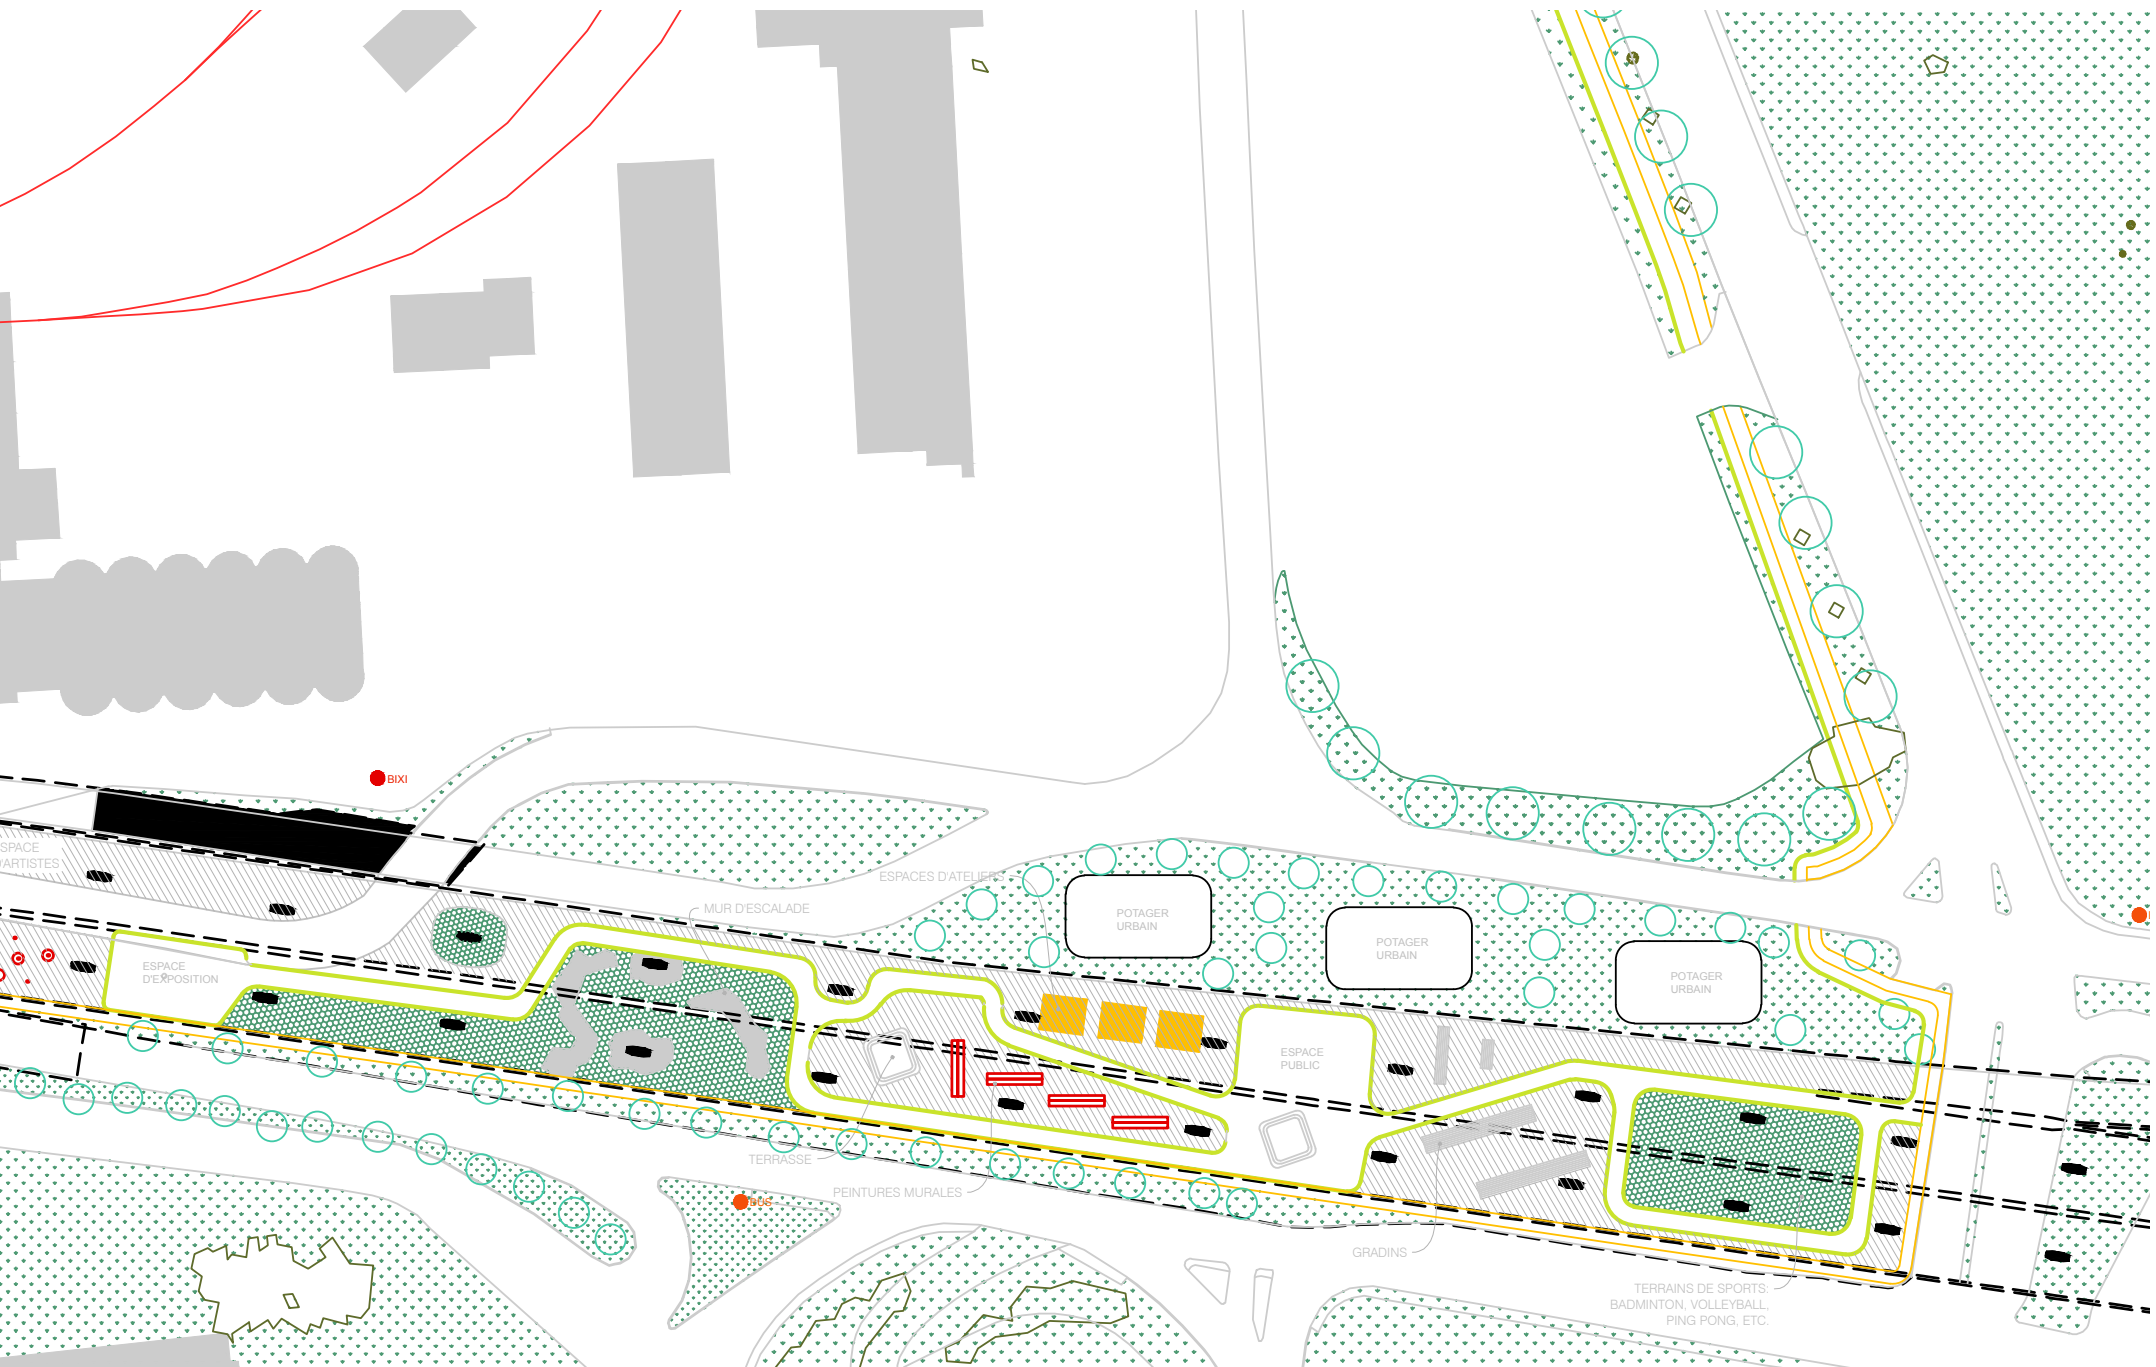 BIXI
SPACE
'ARTISTES
ESPACES D'ATELIERS
MUR D'ESCALADE
POTAGER
URBAIN
POTAGER
URBAIN
POTAGER
URBAIN
ESPACE
D'EXPOSITION
ESPACE
PUBLIC
TERRASSE
PEINTURES MURALES
BUS
GRADINS
TERRAINS DE SPORTS:
BADMINTON, VOLLEYBALL,
PING PONG, ETC.